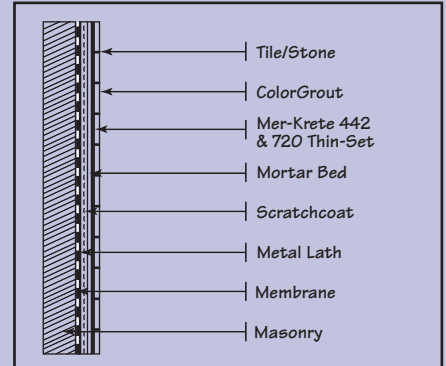 Tile/Stone
ColorGrout
Mer-Krete 442
& 720 Thin-Set
Mortar Bed
Scratchcoat
Metal Lath
Membrane
Masonry